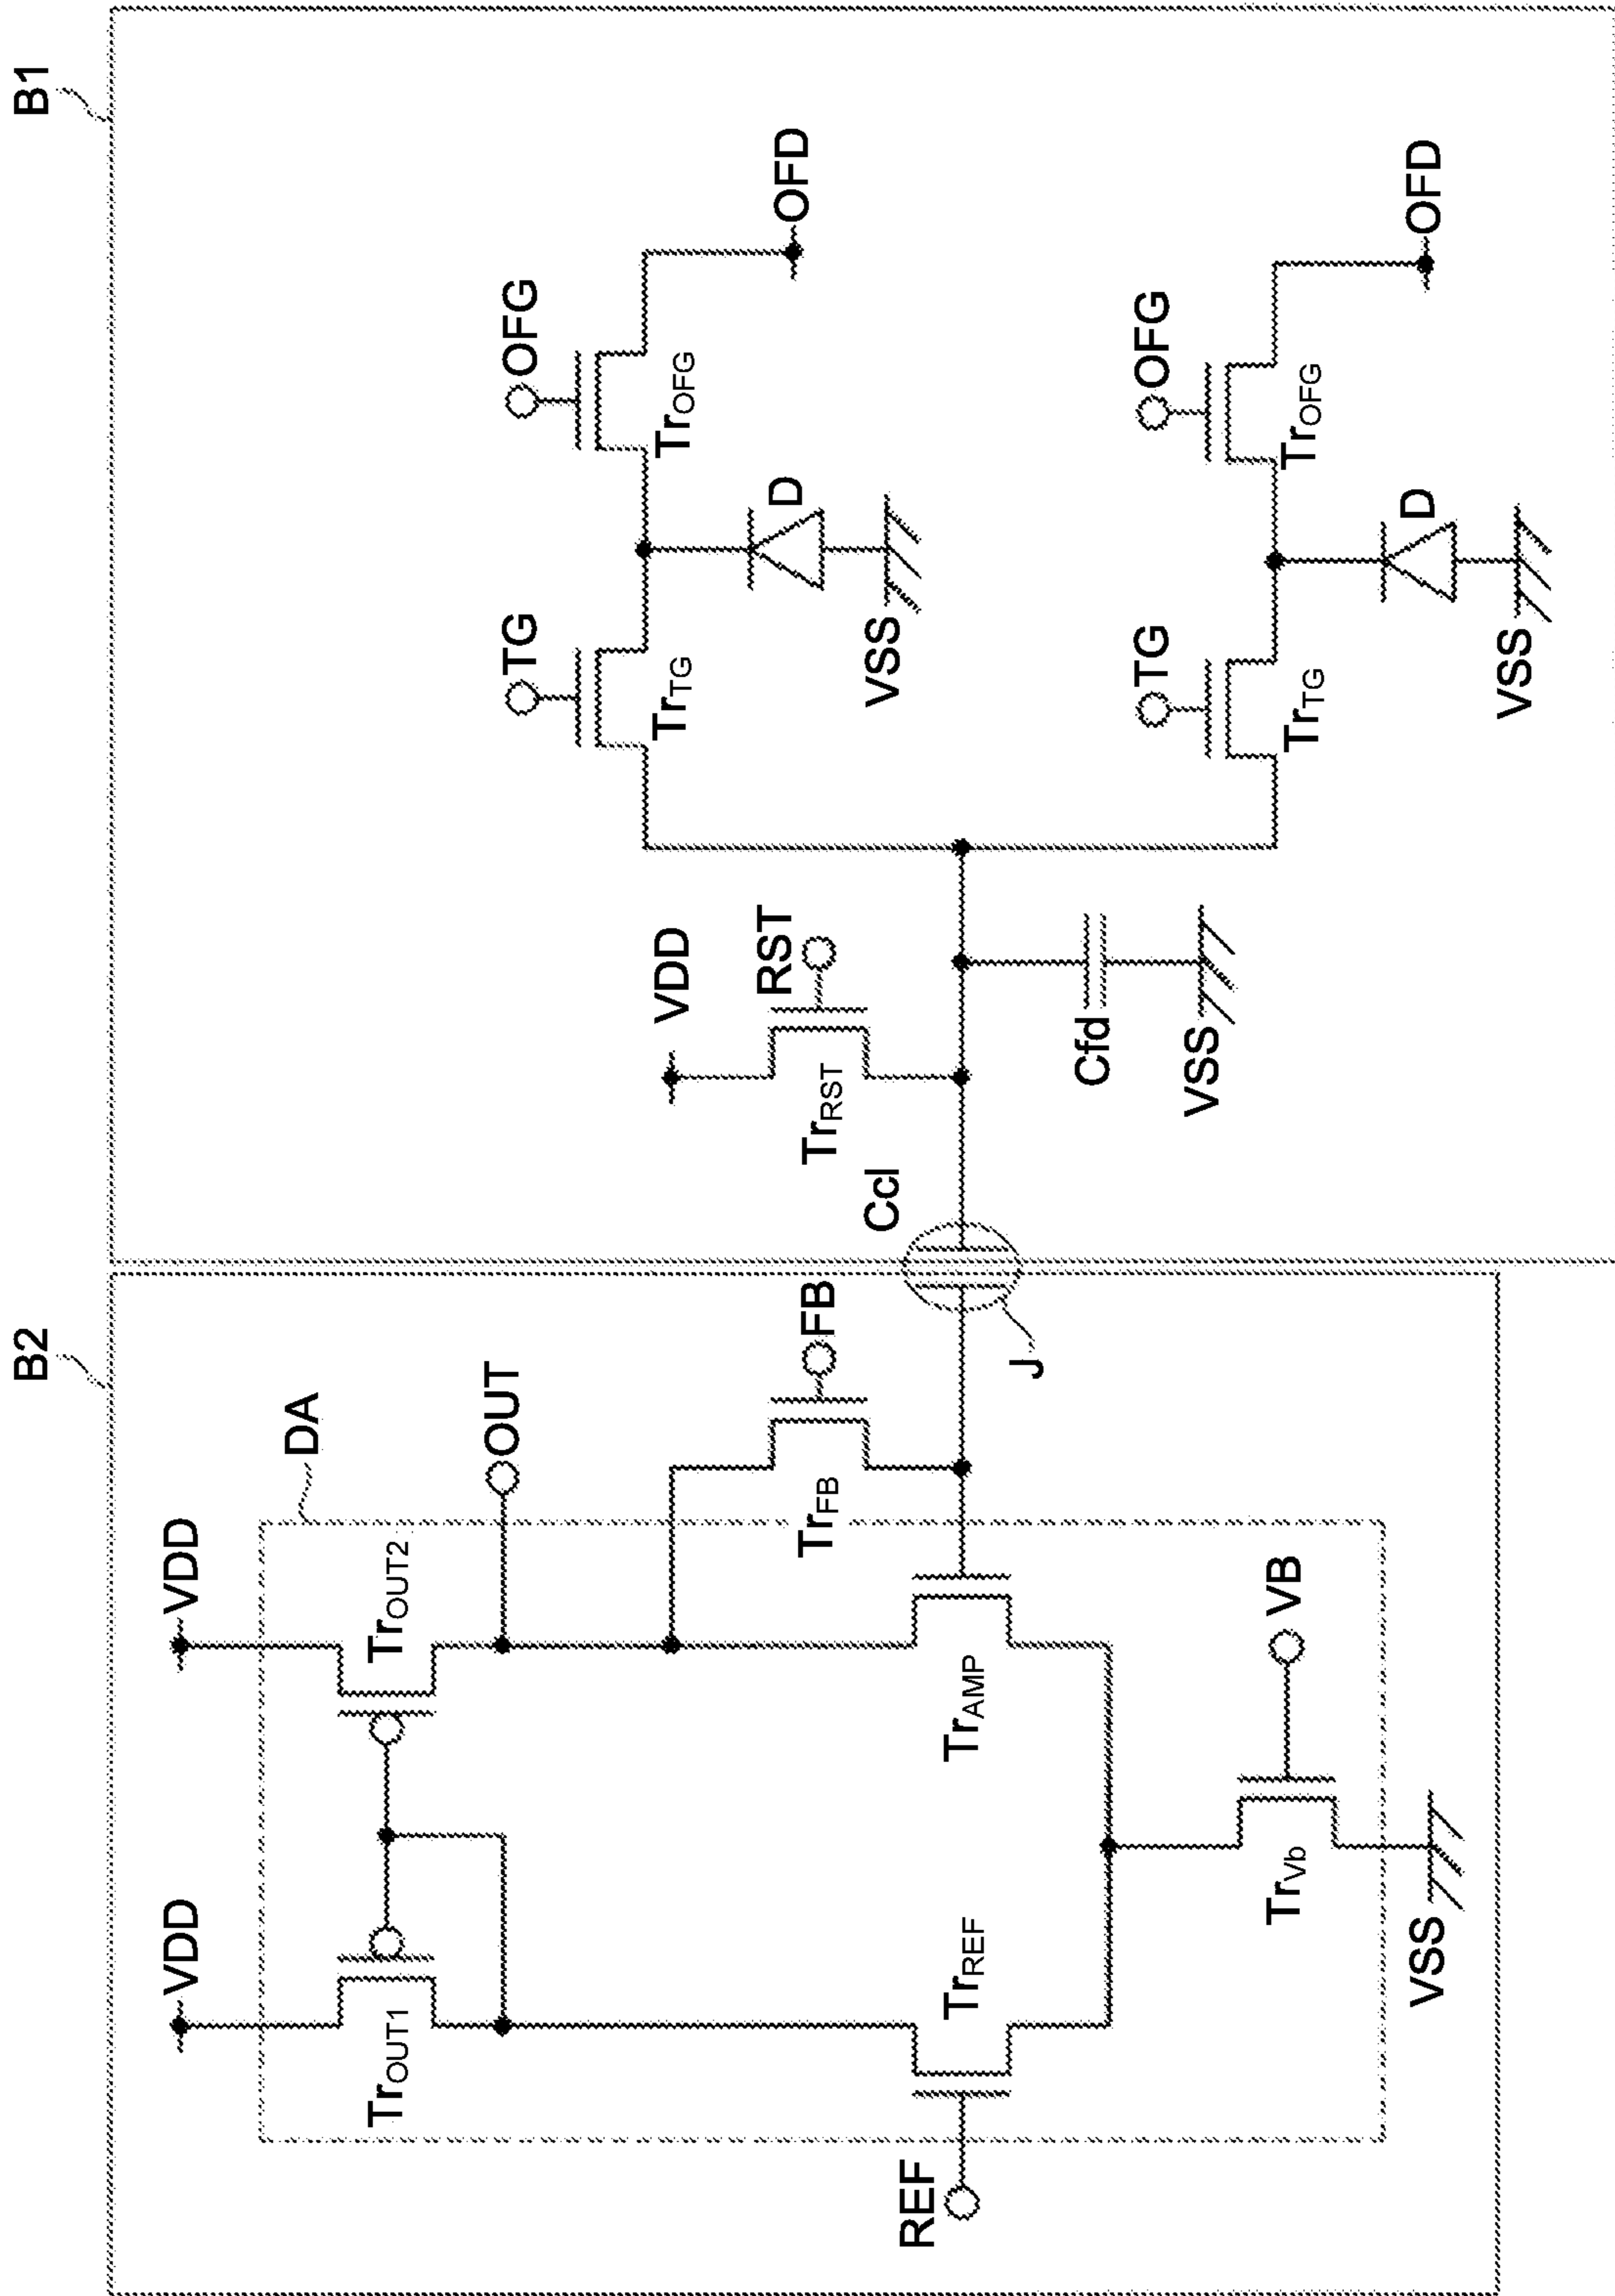 B2
B1
DA
VDD
VDD
TrOUT1
TrOUT2
OUT
VDD
OFG
TG
TrOFG
TrTG
OFD
D
VSS
FB
RST
TrFB
TrRST
Ccl
REF
TrREF
TrAMP
J
Cfd
VSS
VB
TrVb
VSS
TG
OFG
TrTG
TrOFG
OFD
D
VSS